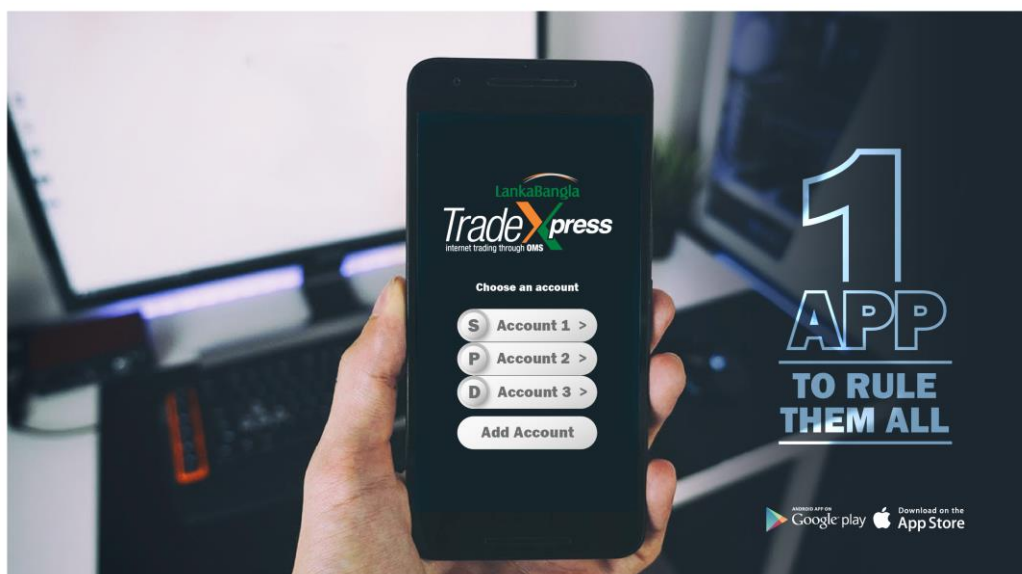 LankaBangla
TradeXpress
internet trading through OMS
Choose an account
S Account 1 >
P Account 2 >
D Account 3 >
Add Account
1
APP
TO RULE
THEM ALL
ANDROID APP ON
Google play
Download on the
App Store